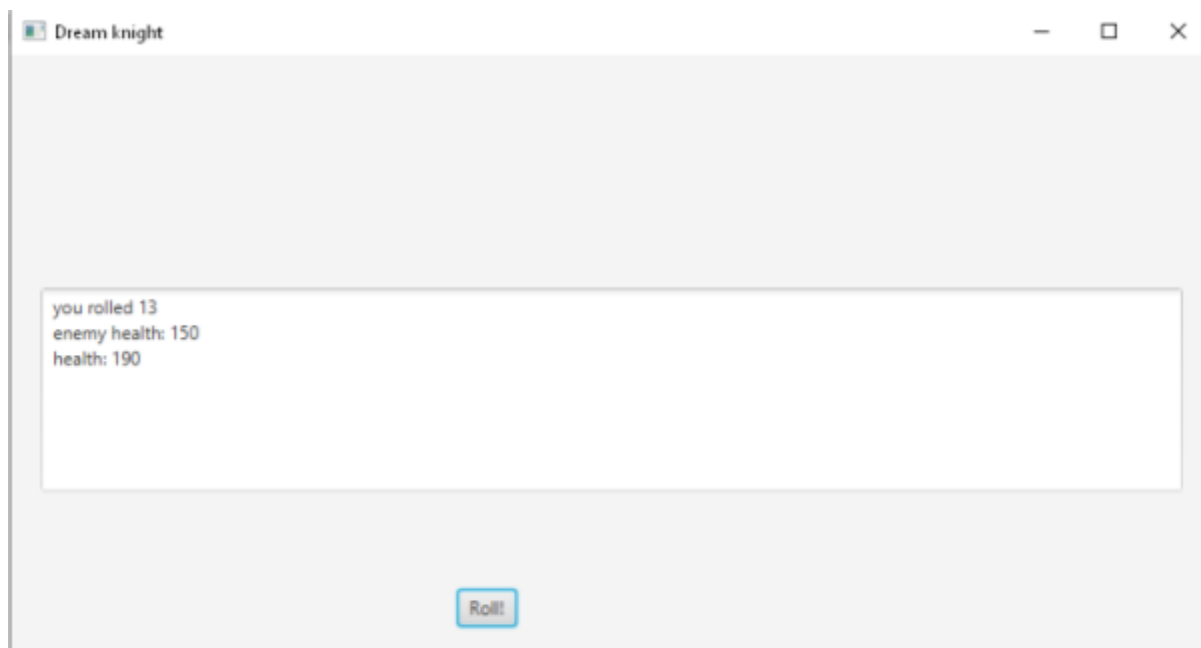 Dream knight
you rolled 13
enemy health: 150
health: 190
Roll!